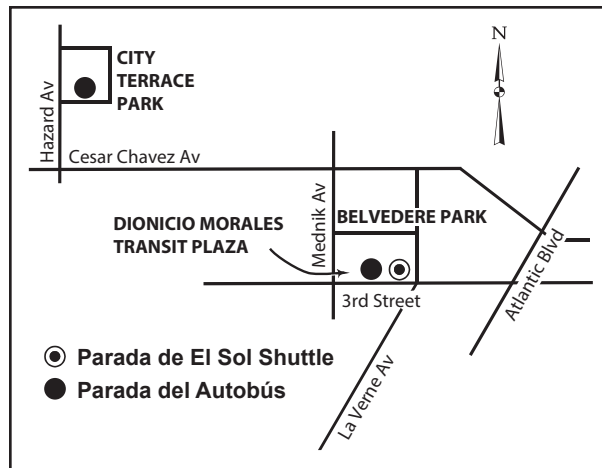 N
CITY
TERRACE
PARK
Hazard Av
Cesar Chavez Av
Mednik Av
BELVEDERE PARK
DIONICIO MORALES
TRANSIT PLAZA
Atlantic Blvd
3rd Street
La Verne Av
Parada de El Sol Shuttle
Parada del Autobús